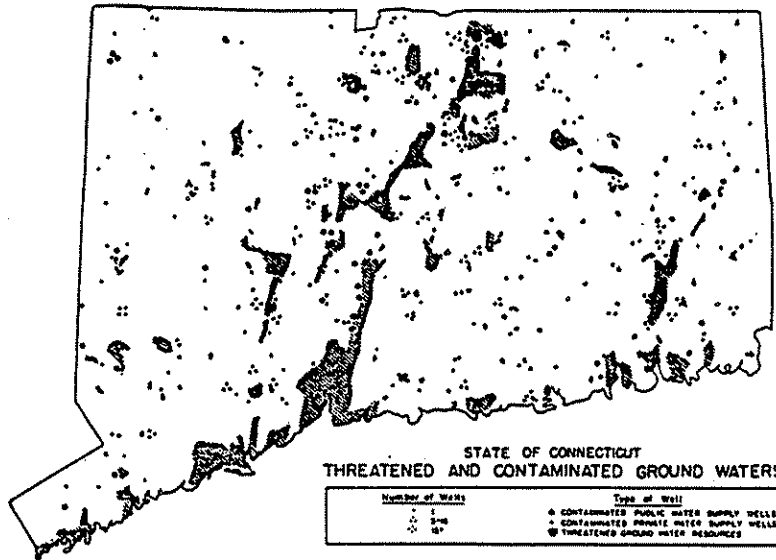 STATE OF CONNECTICUT
THREATENED AND CONTAMINATED GROUND WATERS
Number of Wells
Type of Well
CONTAMINATED PUBLIC WATER SUPPLY WELLS
CONTAMINATED PRIVATE WATER SUPPLY WELLS
THREATENED GROUND WATER RESOURCES